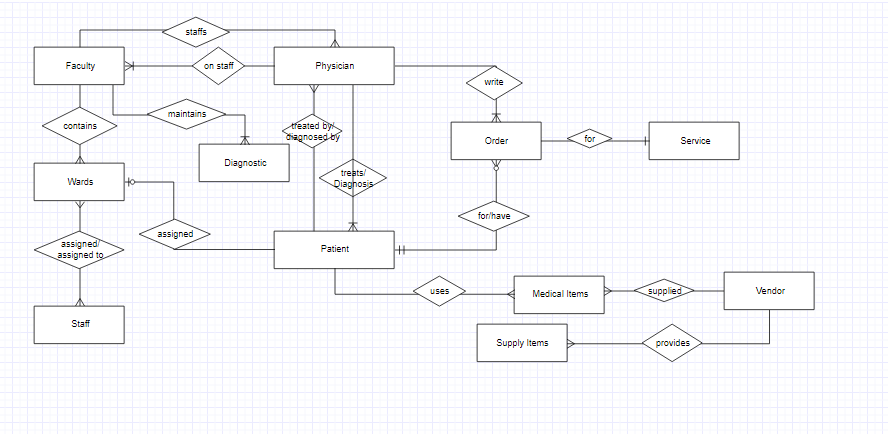 staffs
Faculty
on staff
Physician
write
contains
maintains
treated by/
diagnosed by
Order
for
Service
Diagnostic
Wards
treats/
Diagnosis
for/have
assigned
assigned/
assigned to
Patient
uses
Medical Items
supplied
Vendor
Staff
Supply Items
provides